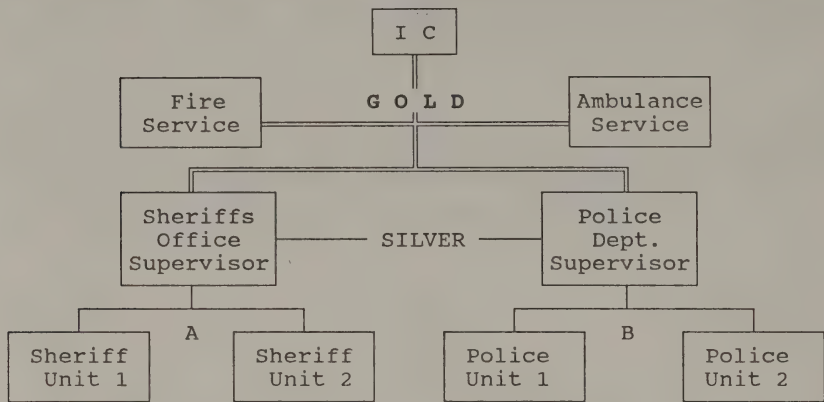 I C
Fire
Service
G O L D
Ambulance
Service
Sheriffs
Office
Supervisor
SILVER
Police
Dept.
Supervisor
A
B
Sheriff
Unit 1
Sheriff
Unit 2
Police
Unit 1
Police
Unit 2